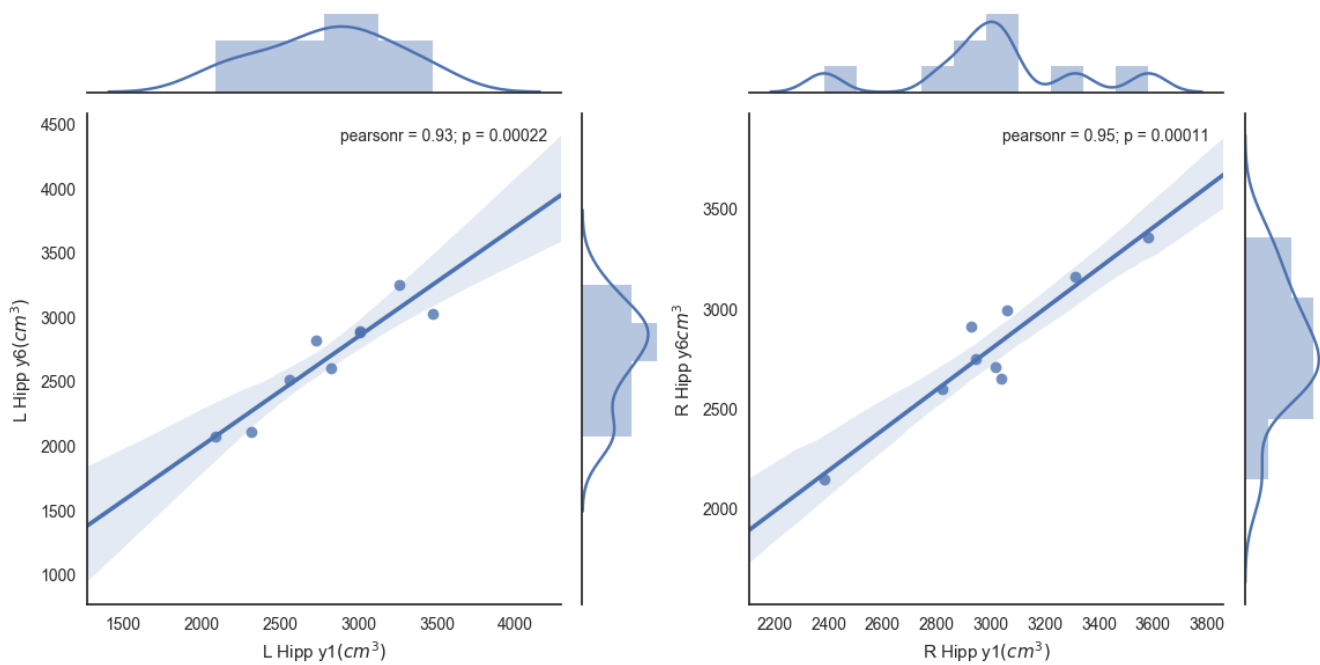 pearsonr = 0.93; p = 0.00022
4500
4000
3500
3000
2500
2000
1500
1000
L Hipp y6(cm³)
1500 2000 2500 3000 3500 4000
L Hipp y1(cm³)
pearsonr = 0.95; p = 0.00011
3500
3000
2500
2000
R Hipp y6cm³
2200 2400 2600 2800 3000 3200 3400 3600 3800
R Hipp y1(cm³)